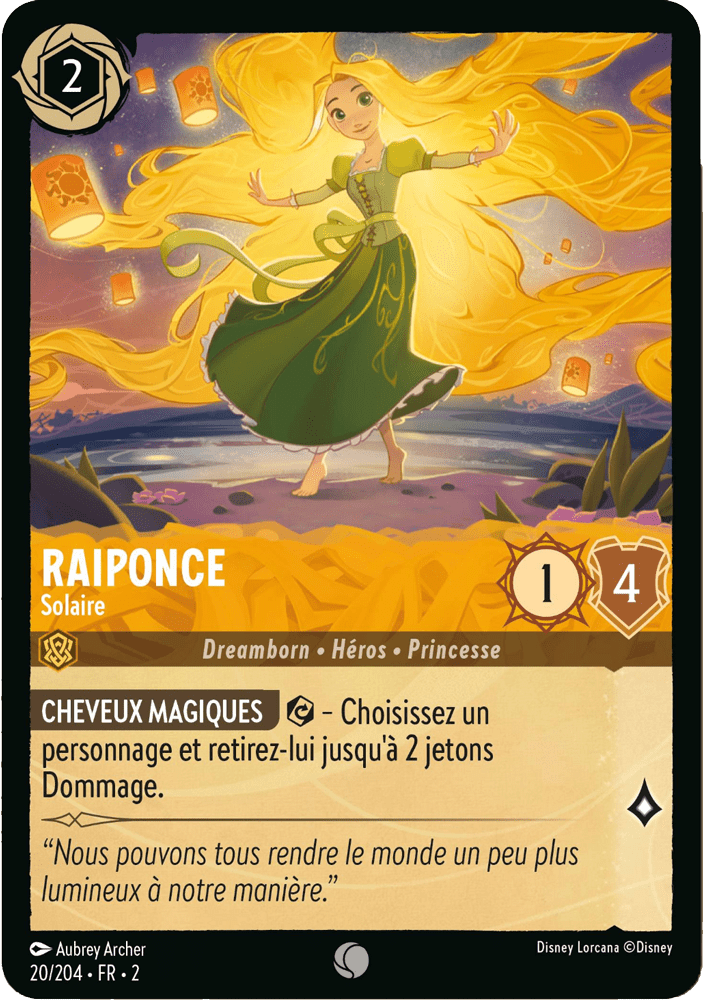 2
RAIPONCE
Solaire
1
4
Dreamborn • Héros • Princesse
CHEVEUX MAGIQUES – Choisissez un
personnage et retirez-lui jusqu'à 2 jetons
Dommage.
“Nous pouvons tous rendre le monde un peu plus
lumineux à notre manière.”
Aubrey Archer
Disney Lorcana ©Disney
20/204 • FR • 2